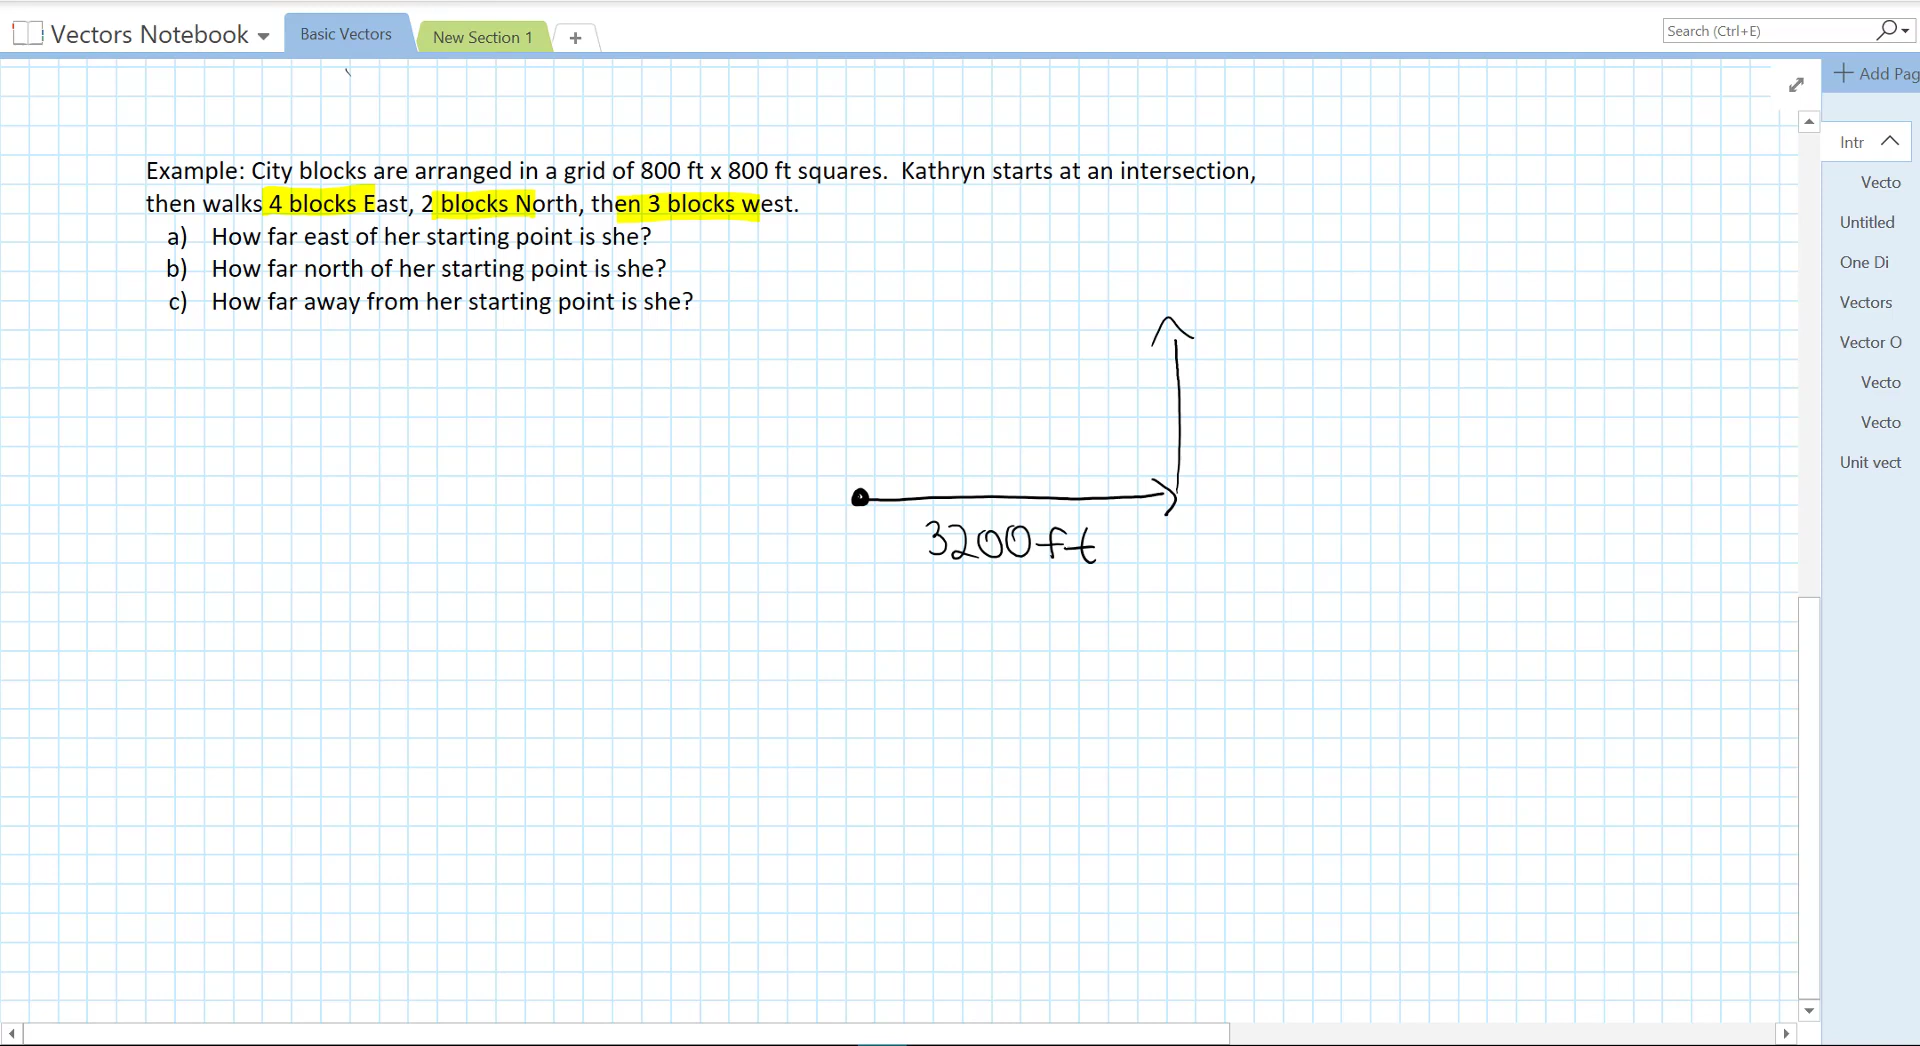 Vectors Notebook
Basic Vectors
New Section 1
+
Search (Ctrl+E)
Add Pag
Example: City blocks are arranged in a grid of 800 ft x 800 ft squares. Kathryn starts at an intersection,
then walks 4 blocks East, 2 blocks North, then 3 blocks west.
a) How far east of her starting point is she?
b) How far north of her starting point is she?
c) How far away from her starting point is she?
3200 ft
Intr
Vecto
Untitled
One Di
Vectors
Vector O
Vecto
Vecto
Unit vect